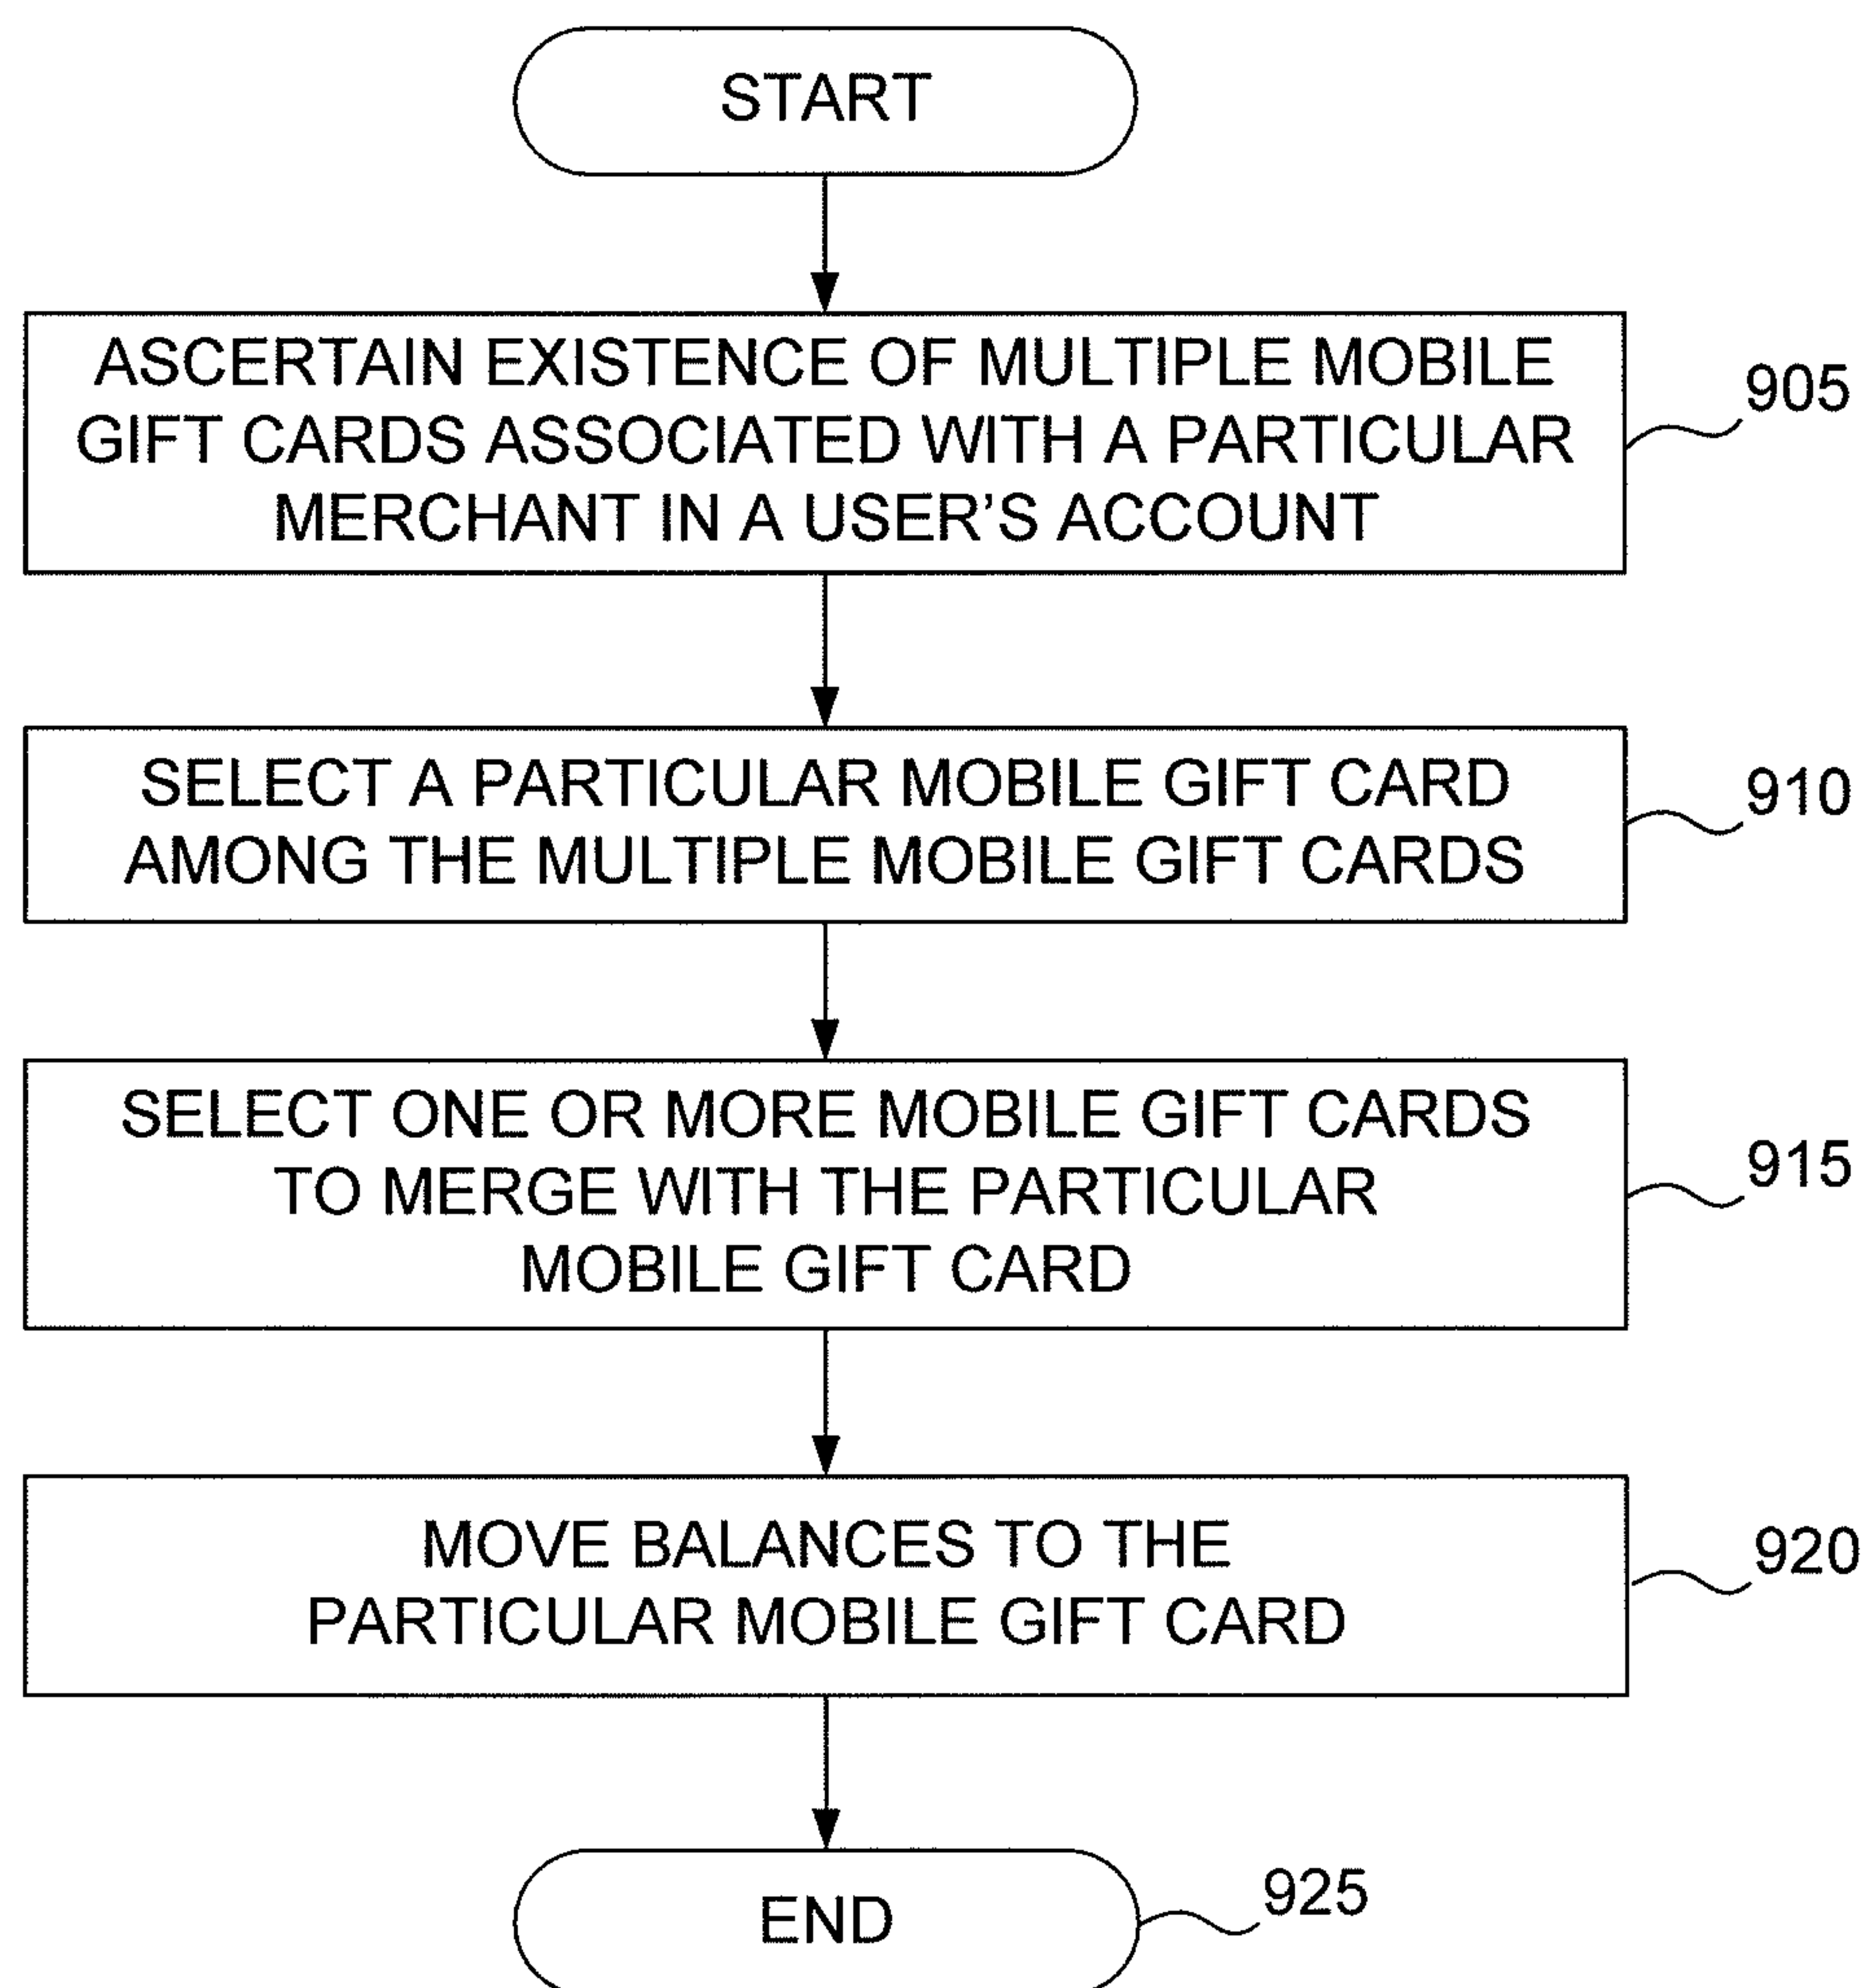 START
ASCERTAIN EXISTENCE OF MULTIPLE MOBILE
GIFT CARDS ASSOCIATED WITH A PARTICULAR
MERCHANT IN A USER’S ACCOUNT
905
SELECT A PARTICULAR MOBILE GIFT CARD
AMONG THE MULTIPLE MOBILE GIFT CARDS
910
SELECT ONE OR MORE MOBILE GIFT CARDS
TO MERGE WITH THE PARTICULAR
MOBILE GIFT CARD
915
MOVE BALANCES TO THE
PARTICULAR MOBILE GIFT CARD
920
END
925